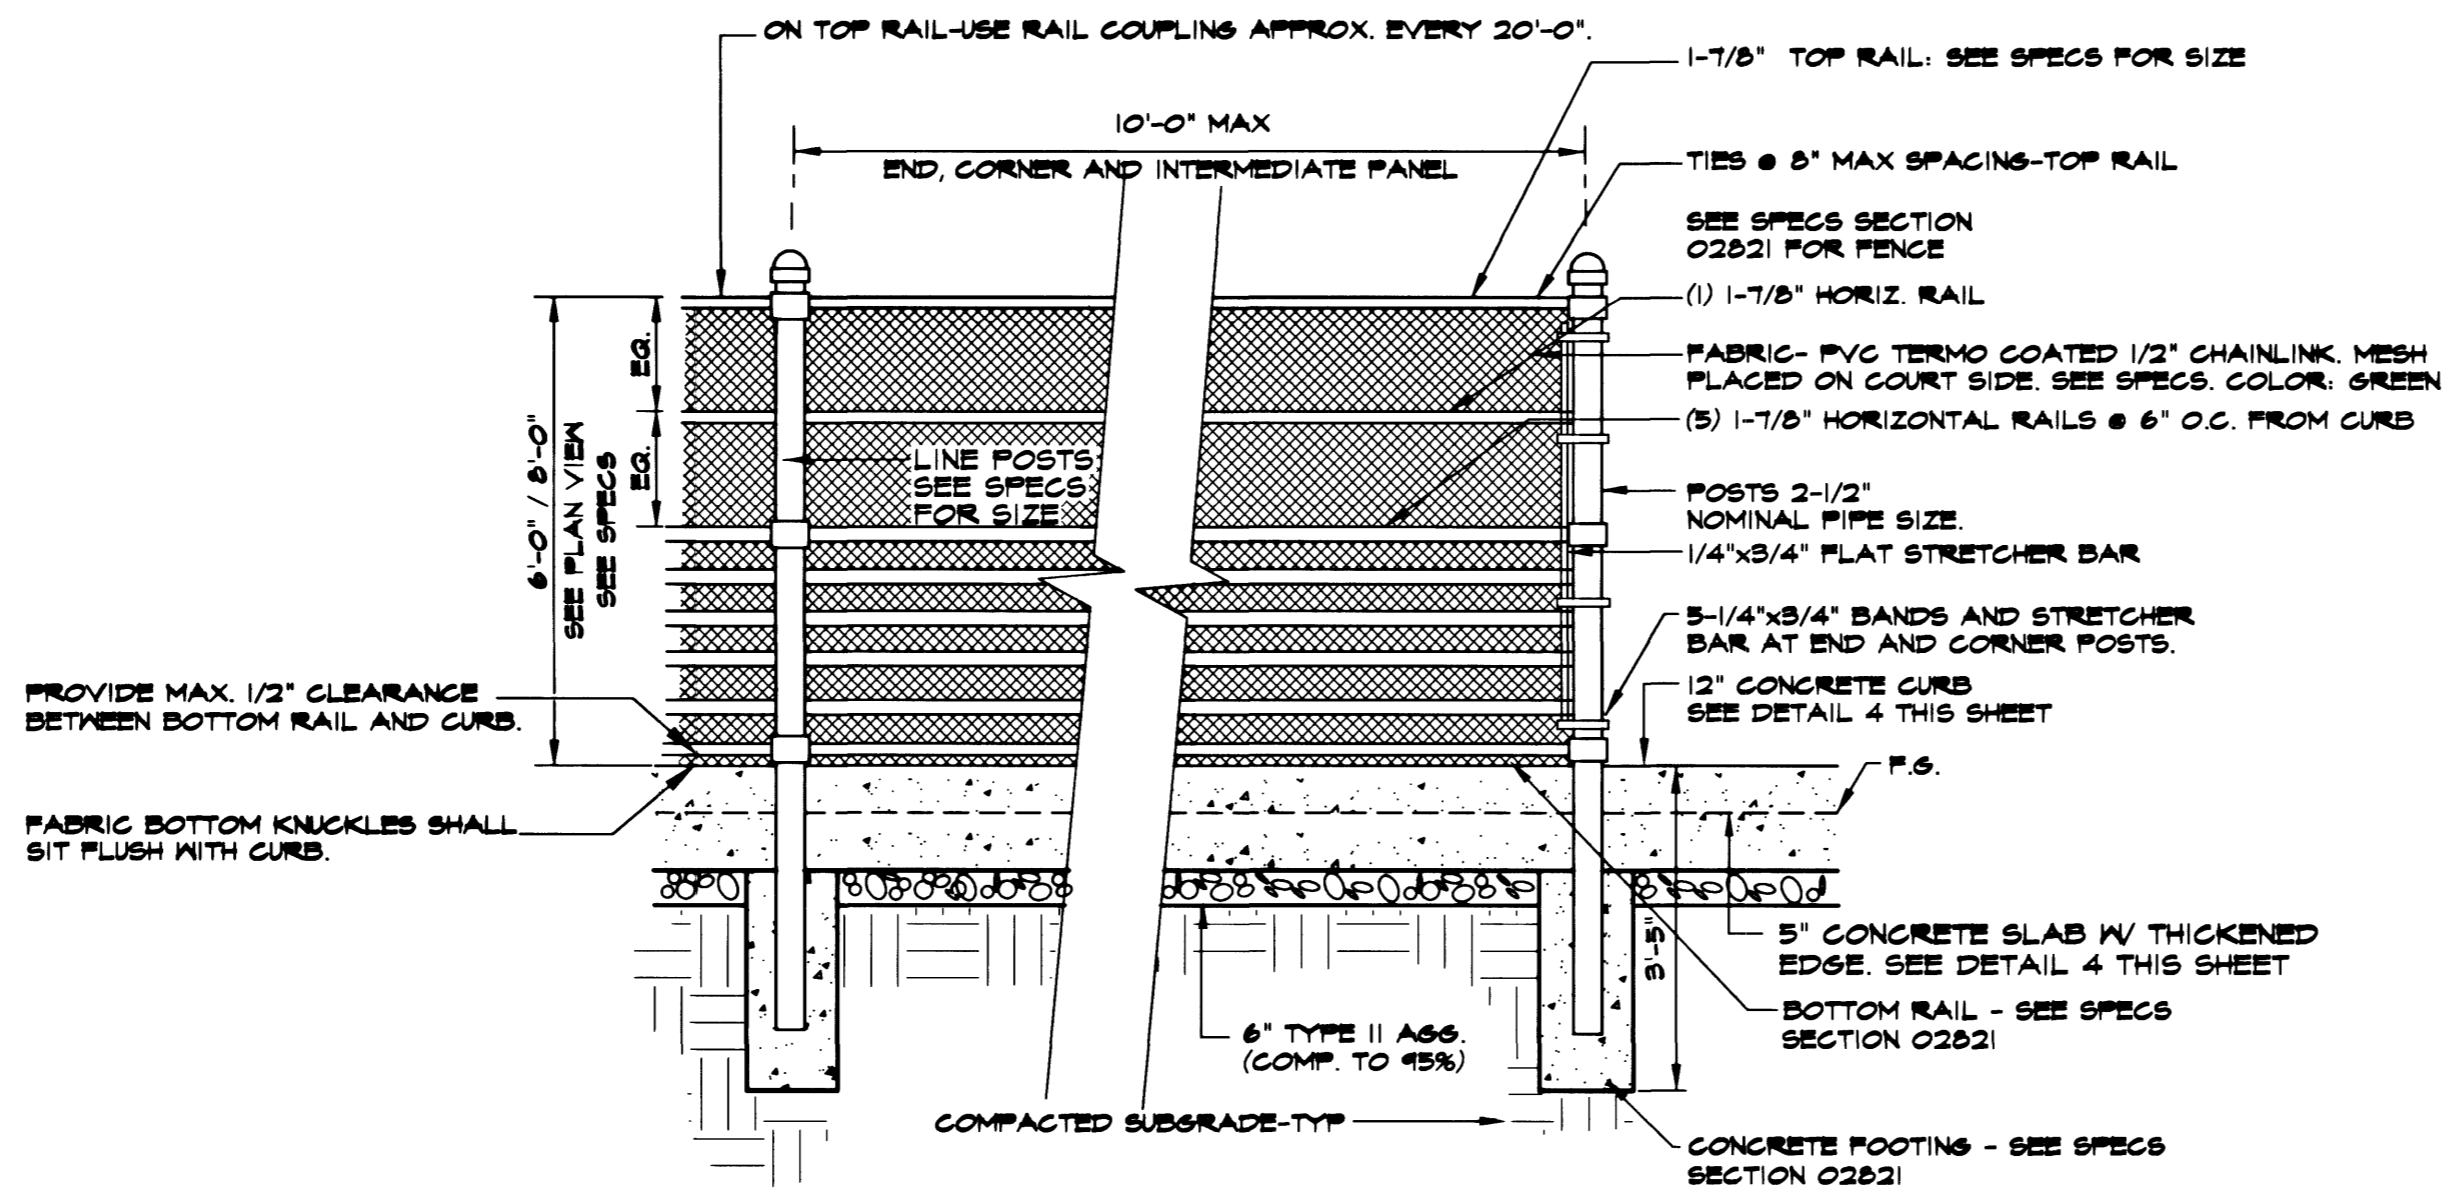 ON TOP RAIL-USE RAIL COUPLING APPROX. EVERY 20'-0".
1-7/8" TOP RAIL: SEE SPECS FOR SIZE
10'-0" MAX
END, CORNER AND INTERMEDIATE PANEL
TIES @ 8" MAX SPACING-TOP RAIL
SEE SPECS SECTION
02821 FOR FENCE
(1) 1-7/8" HORIZ. RAIL
FABRIC- PVC TERMO COATED 1/2" CHAINLINK. MESH
PLACED ON COURT SIDE. SEE SPECS. COLOR: GREEN
(5) 1-7/8" HORIZONTAL RAILS @ 6" O.C. FROM CURB
EQ.
EQ.
6'-0" / 8'-0"
SEE PLAN VIEW
SEE SPECS
LINE POSTS
SEE SPECS
FOR SIZE
POSTS 2-1/2"
NOMINAL PIPE SIZE.
1/4"x3/4" FLAT STRETCHER BAR
5-1/4"x3/4" BANDS AND STRETCHER
BAR AT END AND CORNER POSTS.
12" CONCRETE CURB
SEE DETAIL 4 THIS SHEET
PROVIDE MAX. 1/2" CLEARANCE
BETWEEN BOTTOM RAIL AND CURB.
F.G.
FABRIC BOTTOM KNUCKLES SHALL
SIT FLUSH WITH CURB.
3'-5"
5" CONCRETE SLAB W/ THICKENED
EDGE. SEE DETAIL 4 THIS SHEET
BOTTOM RAIL - SEE SPECS
SECTION 02821
6" TYPE II AGG.
(COMP. TO 95%)
COMPACTED SUBGRADE-TYP
CONCRETE FOOTING - SEE SPECS
SECTION 02821